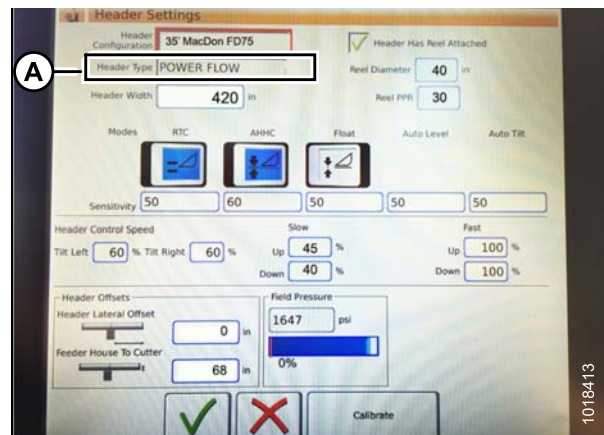 Header Settings
Header Configuration 35' MacDon FD75
Header Has Reel Attached
A
Header Type POWER FLOW
Reel Diameter 40 in
Header Width 420 in
Reel PPR 30
Modes RTC AHHC Float Auto Level Auto Tilt
Sensitivity 50 60 50 50 50
Header Control Speed
Slow
Fast
Tilt Left 60 % Tilt Right 60 %
Up 45 %
Up 100 %
Down 40 %
Down 100 %
Header Offsets
Field Pressure
Header Lateral Offset
0 in
1647 psi
Feeder House To Cutter
68 in
0%
Calibrate
1018413